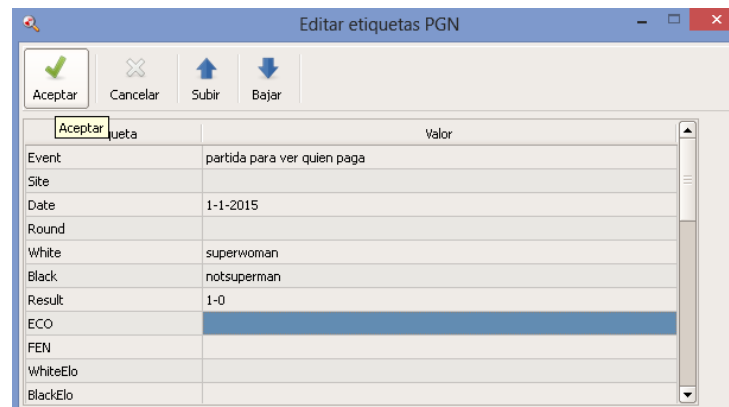 Editar etiquetas PGN
Aceptar Cancelar Subir Bajar
Aceptar
queta Valor
Event partida para ver quien paga
Site
Date 1-1-2015
Round
White superwoman
Black notsuperman
Result 1-0
ECO
FEN
WhiteElo
BlackElo